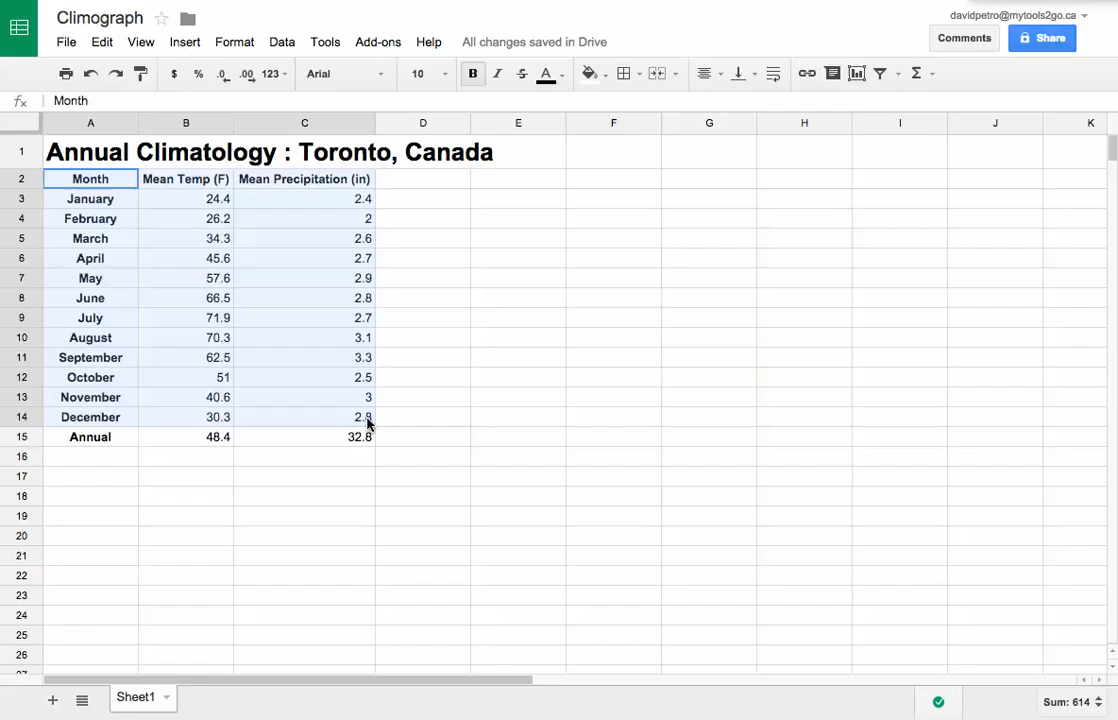 Climograph
davidpetro@mytools2go.ca
File Edit View Insert Format Data Tools Add-ons Help All changes saved in Drive
Comments Share
$ % .0 .00 123 Arial 10 B I S A Σ
fx Month
A B C D E F G H I J K
1 Annual Climatology : Toronto, Canada
2 Month Mean Temp (F) Mean Precipitation (in)
3 January 24.4 2.4
4 February 26.2 2
5 March 34.3 2.6
6 April 45.6 2.7
7 May 57.6 2.9
8 June 66.5 2.8
9 July 71.9 2.7
10 August 70.3 3.1
11 September 62.5 3.3
12 October 51 2.5
13 November 40.6 3
14 December 30.3 2.8
15 Annual 48.4 32.8
16
17
18
19
20
21
22
23
24
25
26
Sheet1
Sum: 614